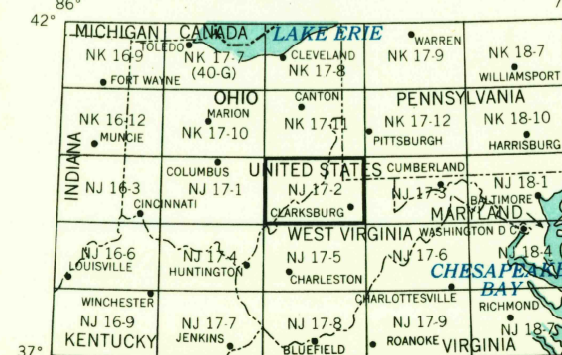 86°
42°
MICHIGAN CANADA LAKE ERIE
WARREN
TOLEDO
NK 16-9 NK 17-7 CLEVELAND NK 17-9 NK 18-7
(40-G) NK 17-8
FORT WAYNE WILLIAMSPORT
OHIO CANTON PENNSYLVANIA
MARION
NK 16-12 NK 17-10 NK 17-11 NK 17-12 NK 18-10
MUNCIE PITTSBURGH HARRISBURG
INDIANA
COLUMBUS UNITED STATES CUMBERLAND
NJ 16-3 NJ 17-1 NJ 17-2 NJ 17-3 NJ 18-1
BALTIMORE
CINCINNATI CLARKSBURG MARYLAND
WEST VIRGINIA WASHINGTON D C
NJ 16-6 NJ 17-4 NJ 17-5 NJ 17-6 NJ 18-4
LOUISVILLE HUNTINGTON CHARLESTON CHESAPEAKE
BAY
WINCHESTER CHARLOTTESVILLE
RICHMOND
NJ 16-9 NJ 17-7 NJ 17-8 NJ 17-9 NJ 18-7
KENTUCKY JENKINS BLUEFIELD ROANOKE VIRGINIA
37°